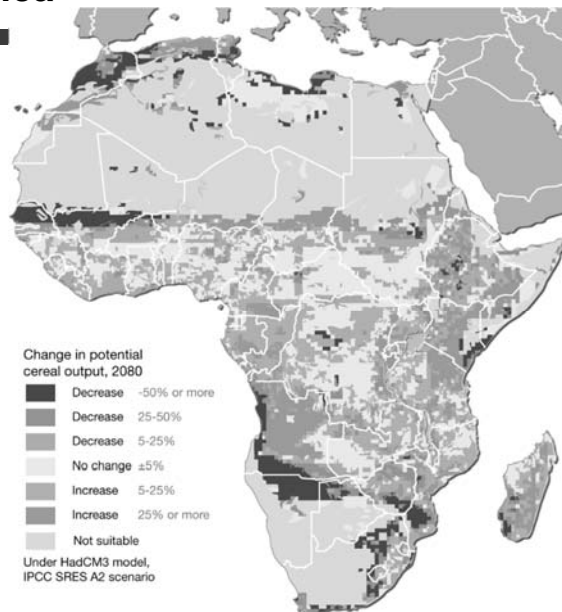 Change in potential
cereal output, 2080
Decrease -50% or more
Decrease 25-50%
Decrease 5-25%
No change ±5%
Increase 5-25%
Increase 25% or more
Not suitable
Under HadCM3 model,
IPCC SRES A2 scenario